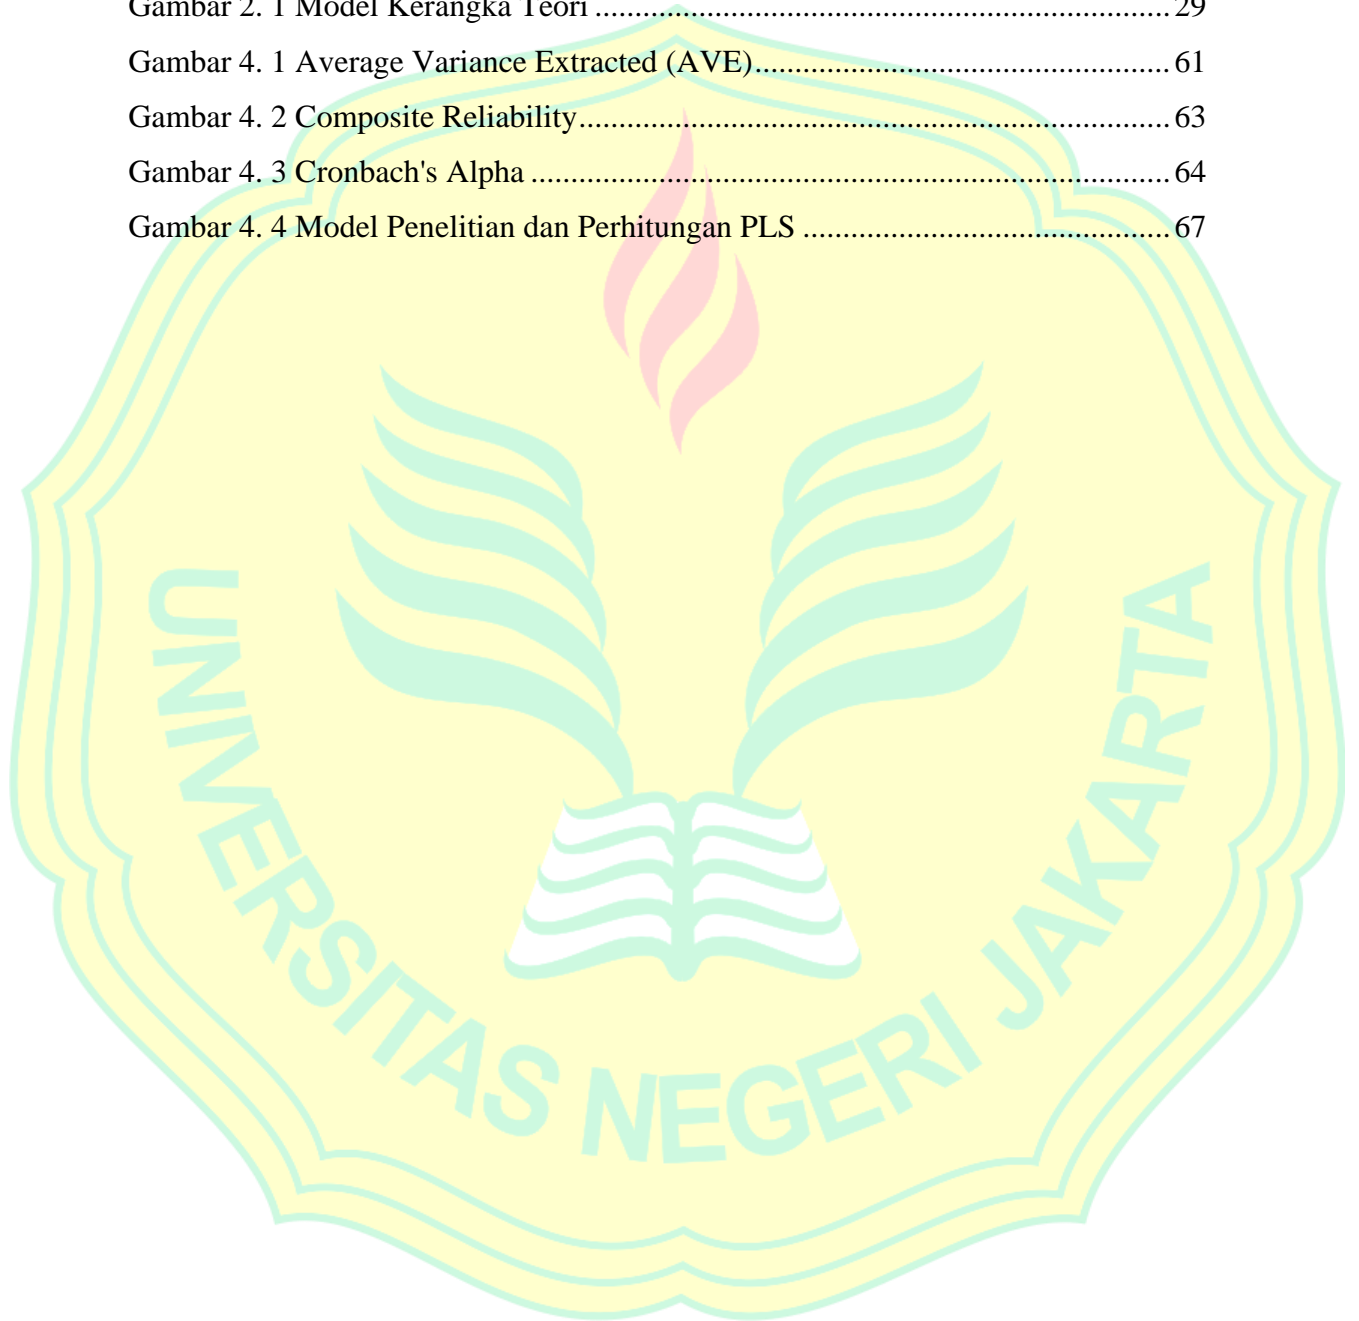 Gambar 2. 1 Model Kerangka Teori ........................................................................ 29
Gambar 4. 1 Average Variance Extracted (AVE).................................................... 61
Gambar 4. 2 Composite Reliability.......................................................................... 63
Gambar 4. 3 Cronbach's Alpha ................................................................................ 64
Gambar 4. 4 Model Penelitian dan Perhitungan PLS .............................................. 67
UNIVERSITAS NEGERI JAKARTA